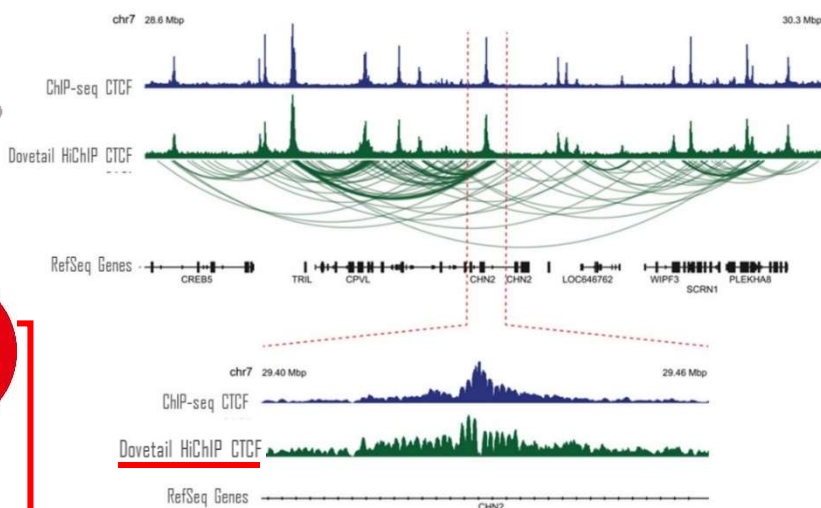 chr7 28.6 Mbp 30.3 Mbp
ChIP-seq CTCF
Dovetail HiChIP CTCF
RefSeq Genes
CREB5 TRIL CPVL CHN2 CHN2 LOC646762 WIPF3 SCRN1 PLEKHA8
chr7 29.40 Mbp 29.46 Mbp
ChIP-seq CTCF
Dovetail HiChIP CTCF
RefSeq Genes
CHN2